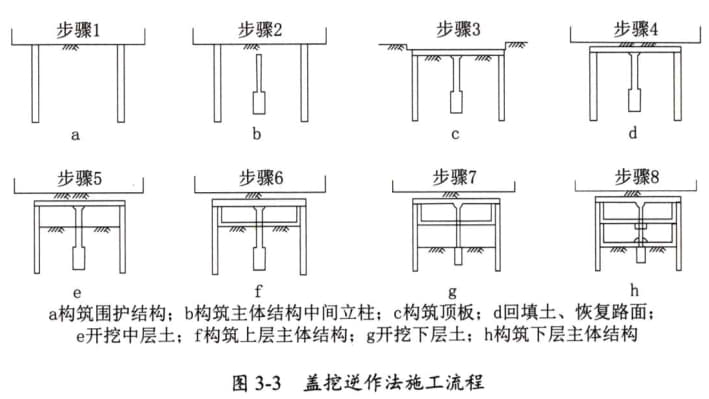 步骤1
步骤2
步骤3
步骤4
a
b
c
d
步骤5
步骤6
步骤7
步骤8
e
f
g
h
a构筑围护结构；b构筑主体结构中间立柱；c构筑顶板；d回填土、恢复路面；
e开挖中层土；f构筑上层主体结构；g开挖下层土；h构筑下层主体结构
图 3-3 盖挖逆作法施工流程